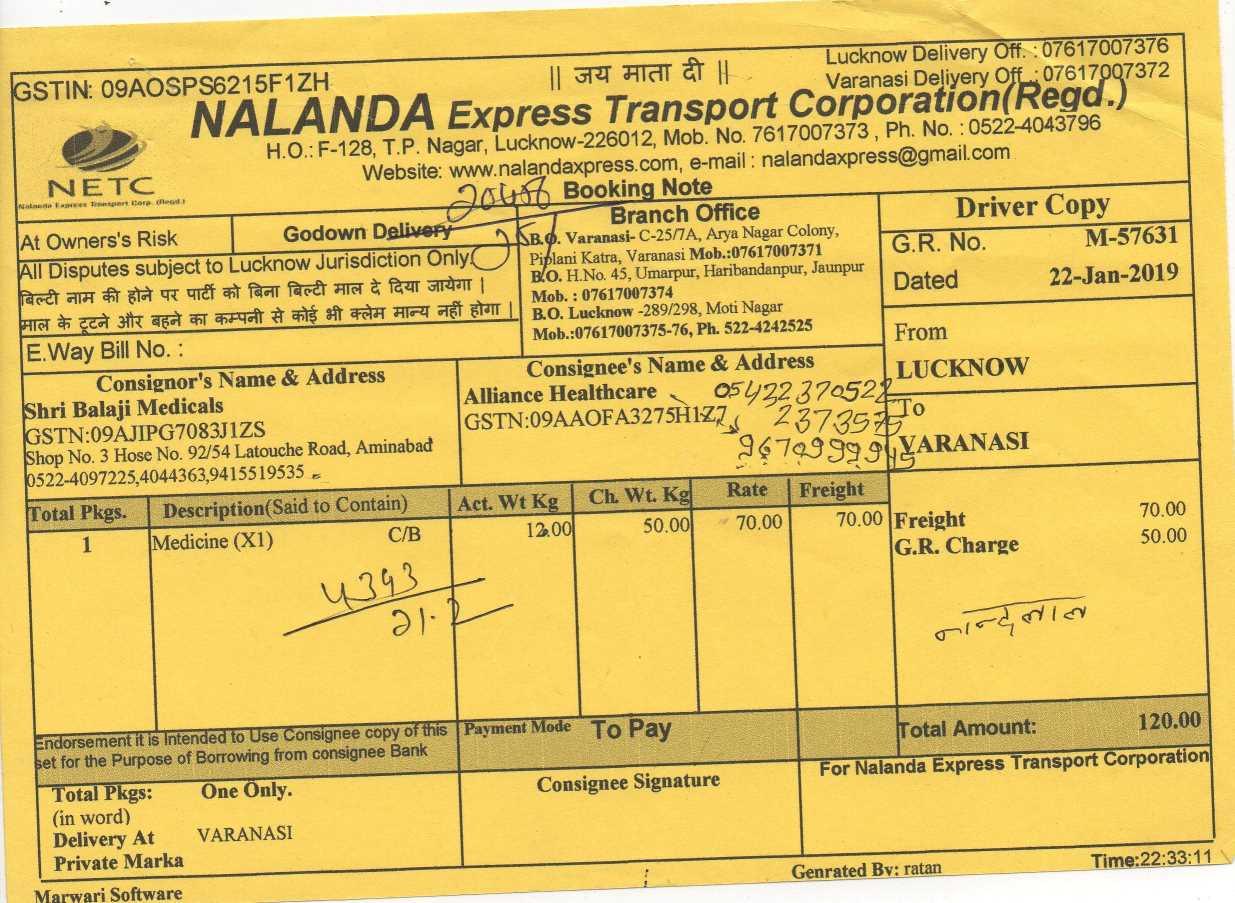 Lucknow Delivery Off. : 07617007376
GSTIN: 09AOSPS6215F1ZH
|| जय माता दी ||
Varanasi Delivery Off. : 07617007372
NALANDA Express Transport Corporation(Regd.)
H.O.: F-128, T.P. Nagar, Lucknow-226012, Mob. No. 7617007373 , Ph. No. : 0522-4043796
Website: www.nalandaxpress.com, e-mail : nalandaxpress@gmail.com
NETC
Nalanda Express Transport Corp. (Regd.)
20408
Booking Note
At Owners's Risk
Godown Delivery
All Disputes subject to Lucknow Jurisdiction Only.
बिल्टी नाम की होने पर पार्टी को बिना बिल्टी माल दे दिया जायेगा |
माल के टूटने और बहने का कम्पनी से कोई भी क्लेम मान्य नहीं होगा |
E.Way Bill No. :
Branch Office
B.O. Varanasi- C-25/7A, Arya Nagar Colony,
Piplani Katra, Varanasi Mob.:07617007371
B.O. H.No. 45, Umarpur, Haribandanpur, Jaunpur
Mob. : 07617007374
B.O. Lucknow -289/298, Moti Nagar
Mob.:07617007375-76, Ph. 522-4242525
Driver Copy
G.R. No. M-57631
Dated 22-Jan-2019
From
LUCKNOW
To
VARANASI
Consignor's Name & Address
Shri Balaji Medicals
GSTN:09AJIPG7083J1ZS
Shop No. 3 Hose No. 92/54 Latouche Road, Aminabad
0522-4097225,4044363,9415519535
Consignee's Name & Address
Alliance Healthcare
GSTN:09AAOFA3275H1Z7
05422370522
2373575
Total Pkgs. Description(Said to Contain) Act. Wt Kg Ch. Wt. Kg Rate Freight
1 Medicine (X1) C/B 12.00 50.00 70.00 70.00
4393
21.2
Freight 70.00
G.R. Charge 50.00
नान्दलाल
Endorsement it is Intended to Use Consignee copy of this
set for the Purpose of Borrowing from consignee Bank
Payment Mode To Pay
Total Amount: 120.00
Total Pkgs: One Only.
(in word)
Delivery At VARANASI
Private Marka
Consignee Signature
For Nalanda Express Transport Corporation
Marwari Software
Genrated By: ratan
Time:22:33:11